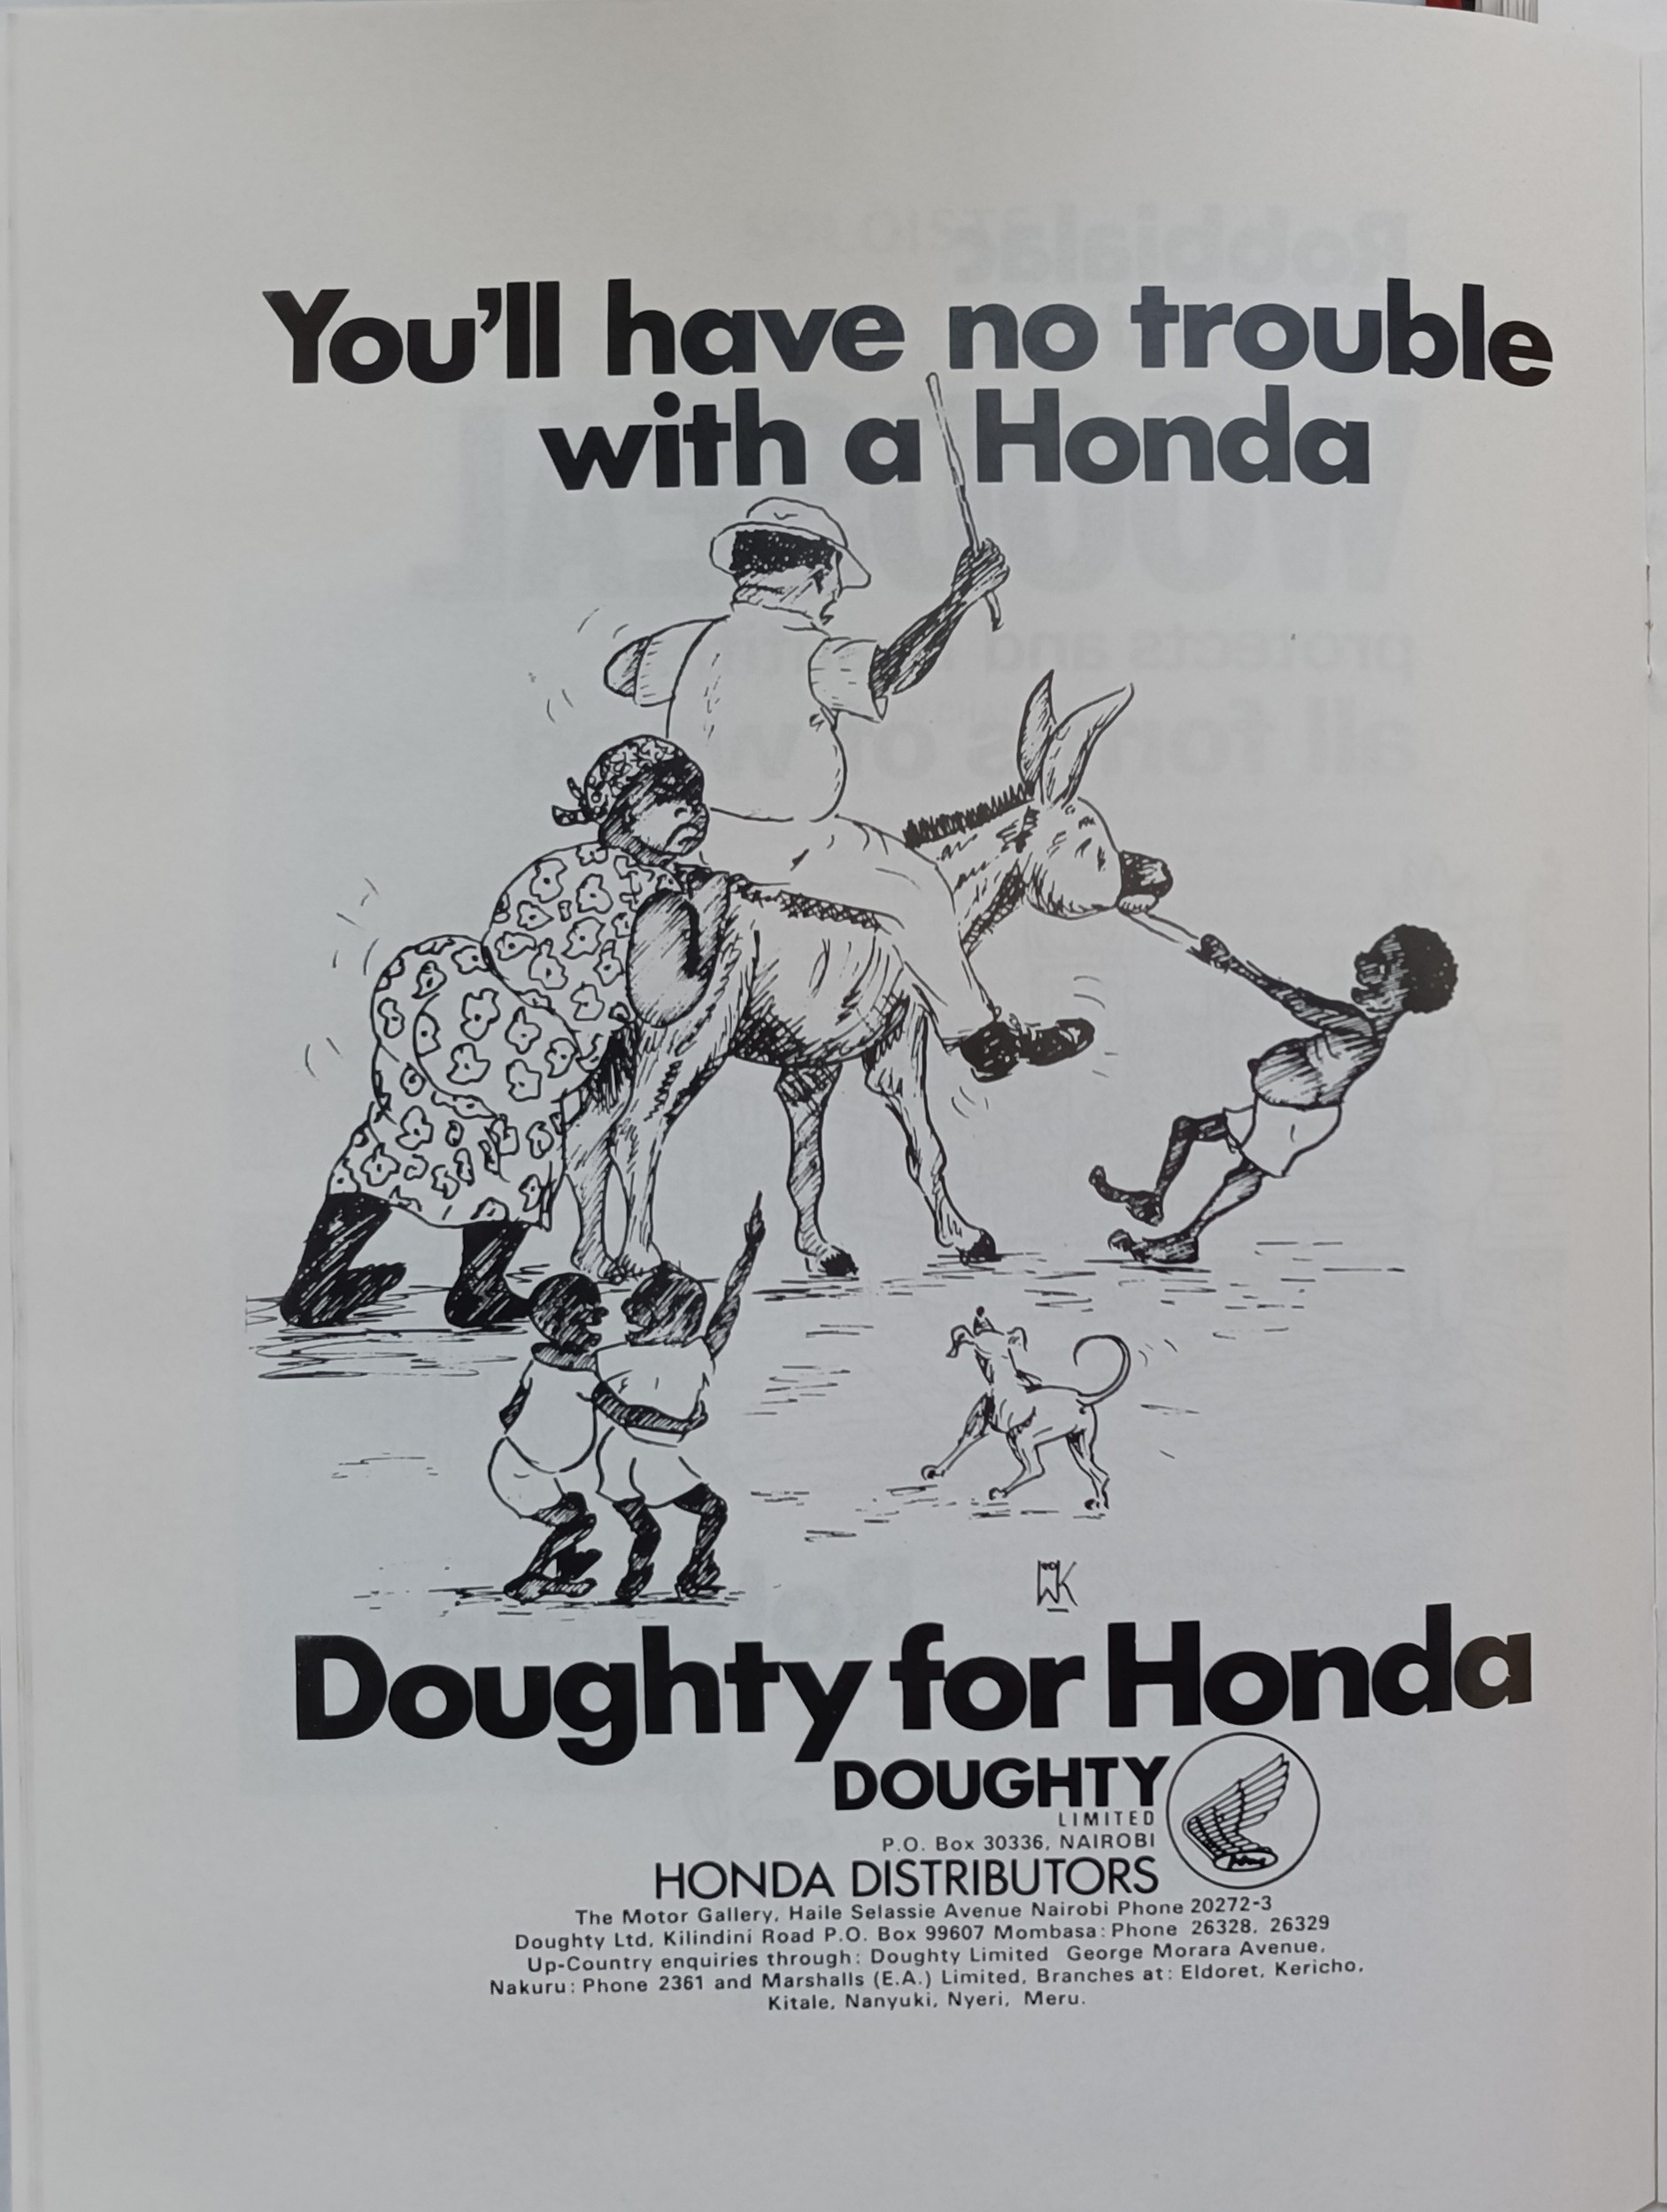 You'll have no trouble
with a Honda
WK
Doughty for Honda
DOUGHTY
LIMITED
P.O. Box 30336, NAIROBI
HONDA DISTRIBUTORS
The Motor Gallery, Haile Selassie Avenue Nairobi Phone 20272-3
Doughty Ltd, Kilindini Road P.O. Box 99607 Mombasa: Phone 26328, 26329
Up-Country enquiries through: Doughty Limited George Morara Avenue,
Nakuru: Phone 2361 and Marshalls (E.A.) Limited, Branches at: Eldoret, Kericho,
Kitale, Nanyuki, Nyeri, Meru.